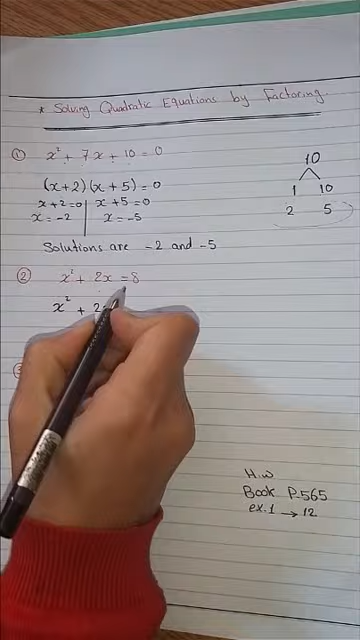 * Solving Quadratic Equations by Factoring.
① x² + 7x + 10 = 0
(x+2)(x+5) = 0
x+2=0 | x+5=0
x=-2 | x=-5
10
1 10
2 5
Solutions are -2 and -5
② x² + 2x = 8
x² + 2
H.W
Book P.565
ex.1 → 12